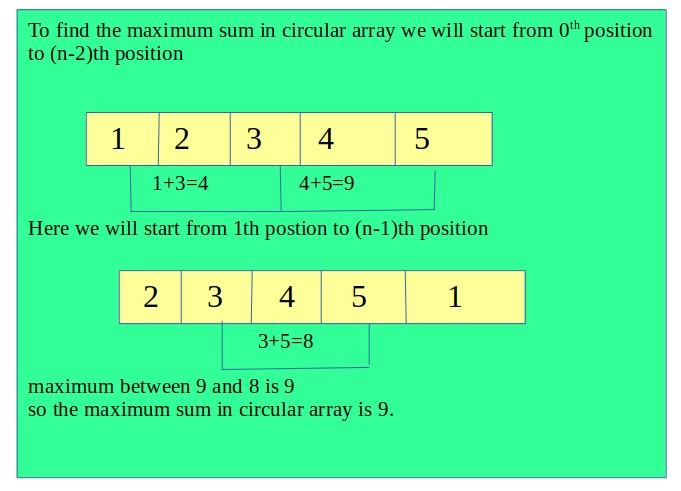 To find the maximum sum in circular array we will start from 0th position
to (n-2)th position
1 2 3 4 5
1+3=4 4+5=9
Here we will start from 1th postion to (n-1)th position
2 3 4 5 1
3+5=8
maximum between 9 and 8 is 9
so the maximum sum in circular array is 9.